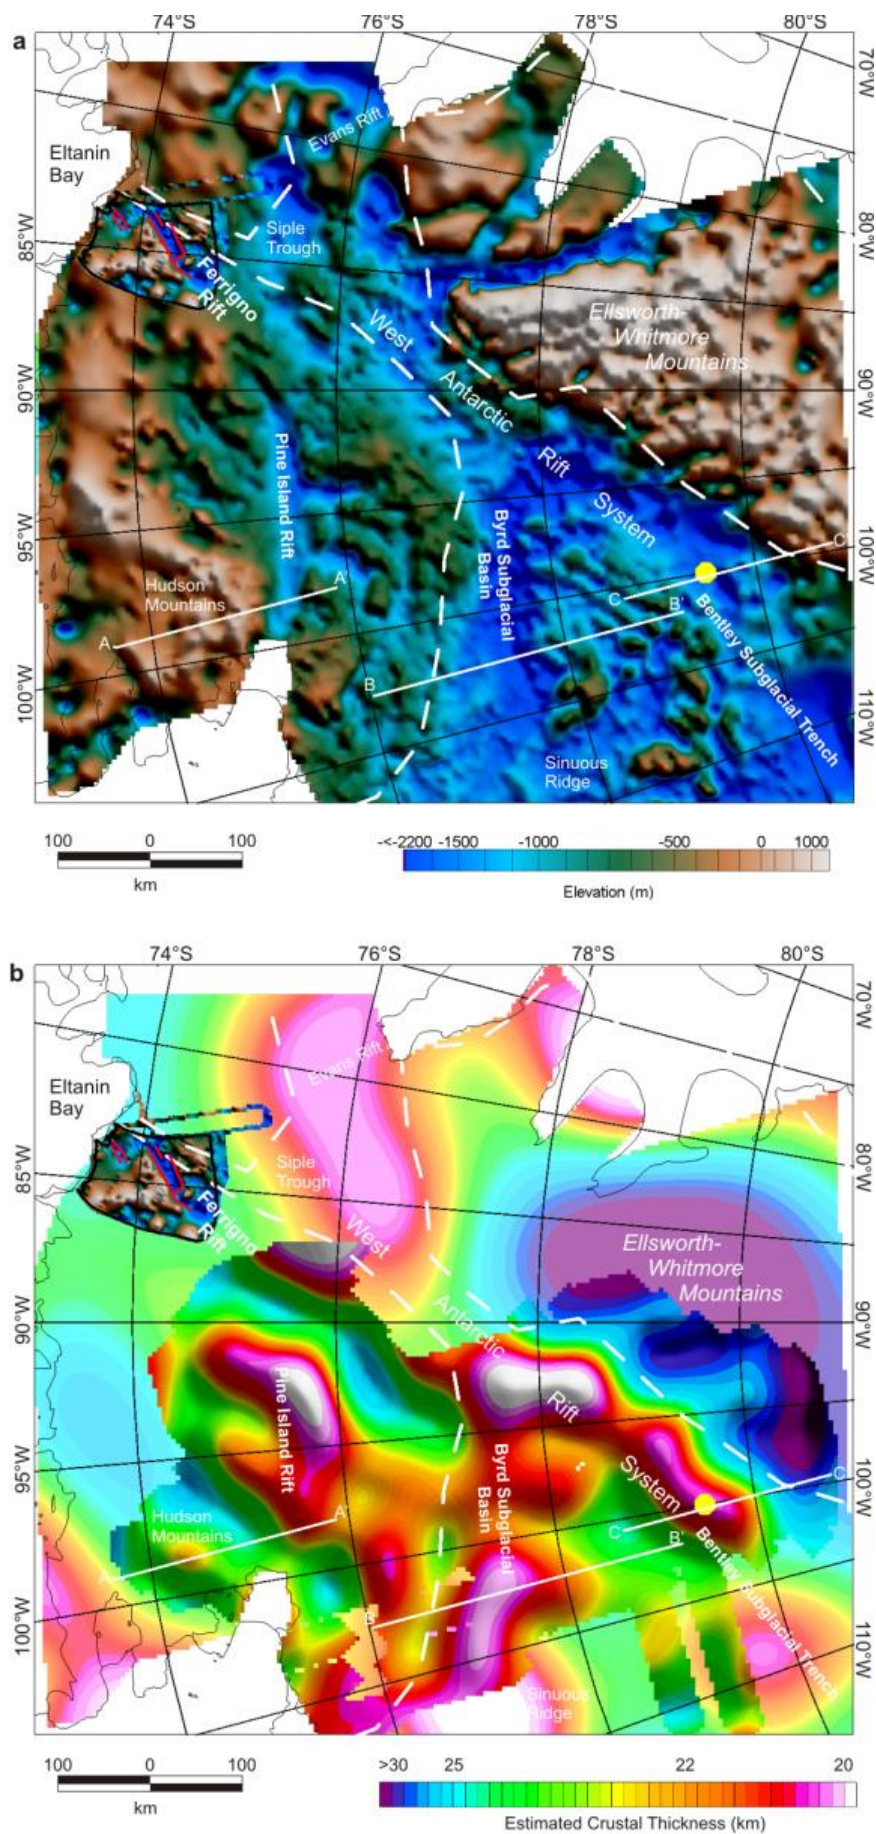 a
74°S
76°S
78°S
80°S
70°W
Eltanin
Bay
Evans Rift
Siple
Trough
80°W
85°W
Ferrigno
Rift
West
Ellsworth-
Whitmore
Mountains
Antarctic
90°W
90°W
Pine Island Rift
Rift
System
Byrd Subglacial
Basin
95°W
C'
100°W
Hudson
Mountains
A'
A
C
B'
B
Bentley Subglacial Trench
100°W
110°W
Sinuous
Ridge
100 0 100
km
-<-2200 -1500 -1000 -500 0 1000
Elevation (m)
b
74°S
76°S
78°S
80°S
70°W
Eltanin
Bay
Evans Rift
Siple
Trough
80°W
85°W
Ferrigno
Rift
West
Ellsworth-
Whitmore
Mountains
Antarctic
90°W
90°W
Pine Island Rift
Rift
System
Byrd Subglacial
Basin
95°W
C'
100°W
Hudson
Mountains
A'
A
C
B'
B
Bentley Subglacial Trench
100°W
110°W
Sinuous
Ridge
100 0 100
km
>30 25 22 20
Estimated Crustal Thickness (km)